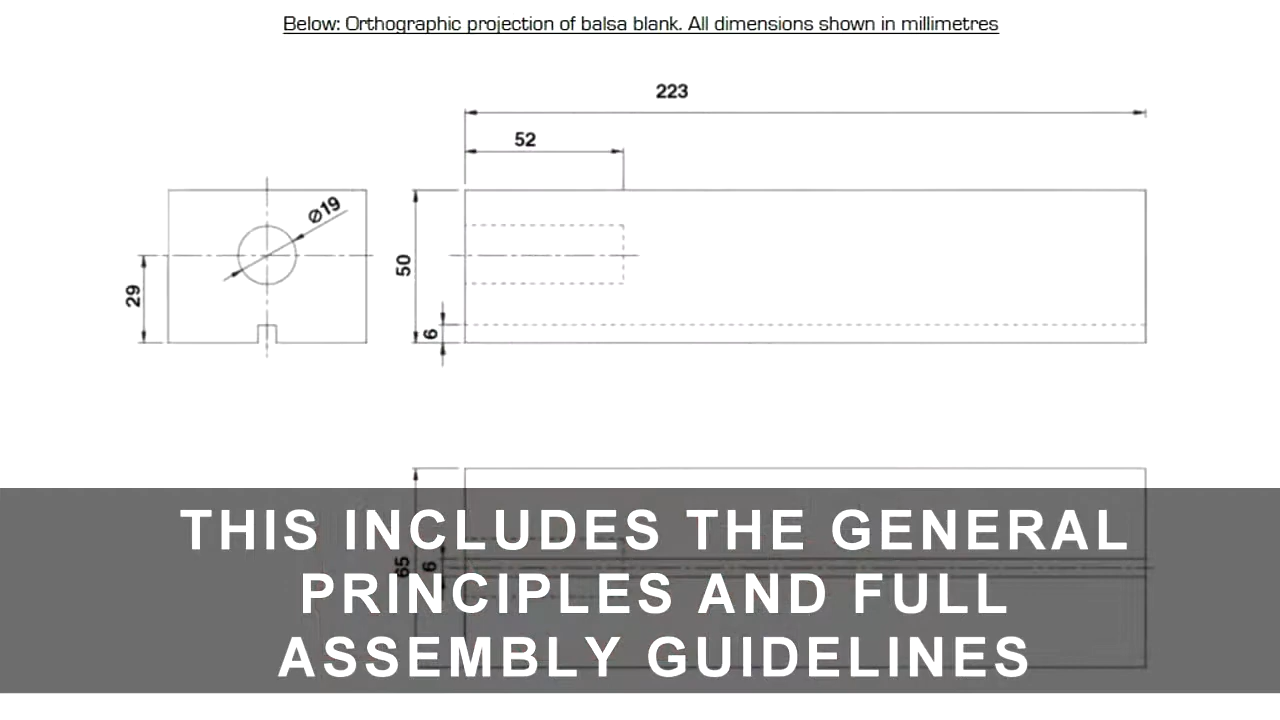 Below: Orthographic projection of balsa blank. All dimensions shown in millimetres
223
52
Ø19
29
50
6
65
6
THIS INCLUDES THE GENERAL
PRINCIPLES AND FULL
ASSEMBLY GUIDELINES